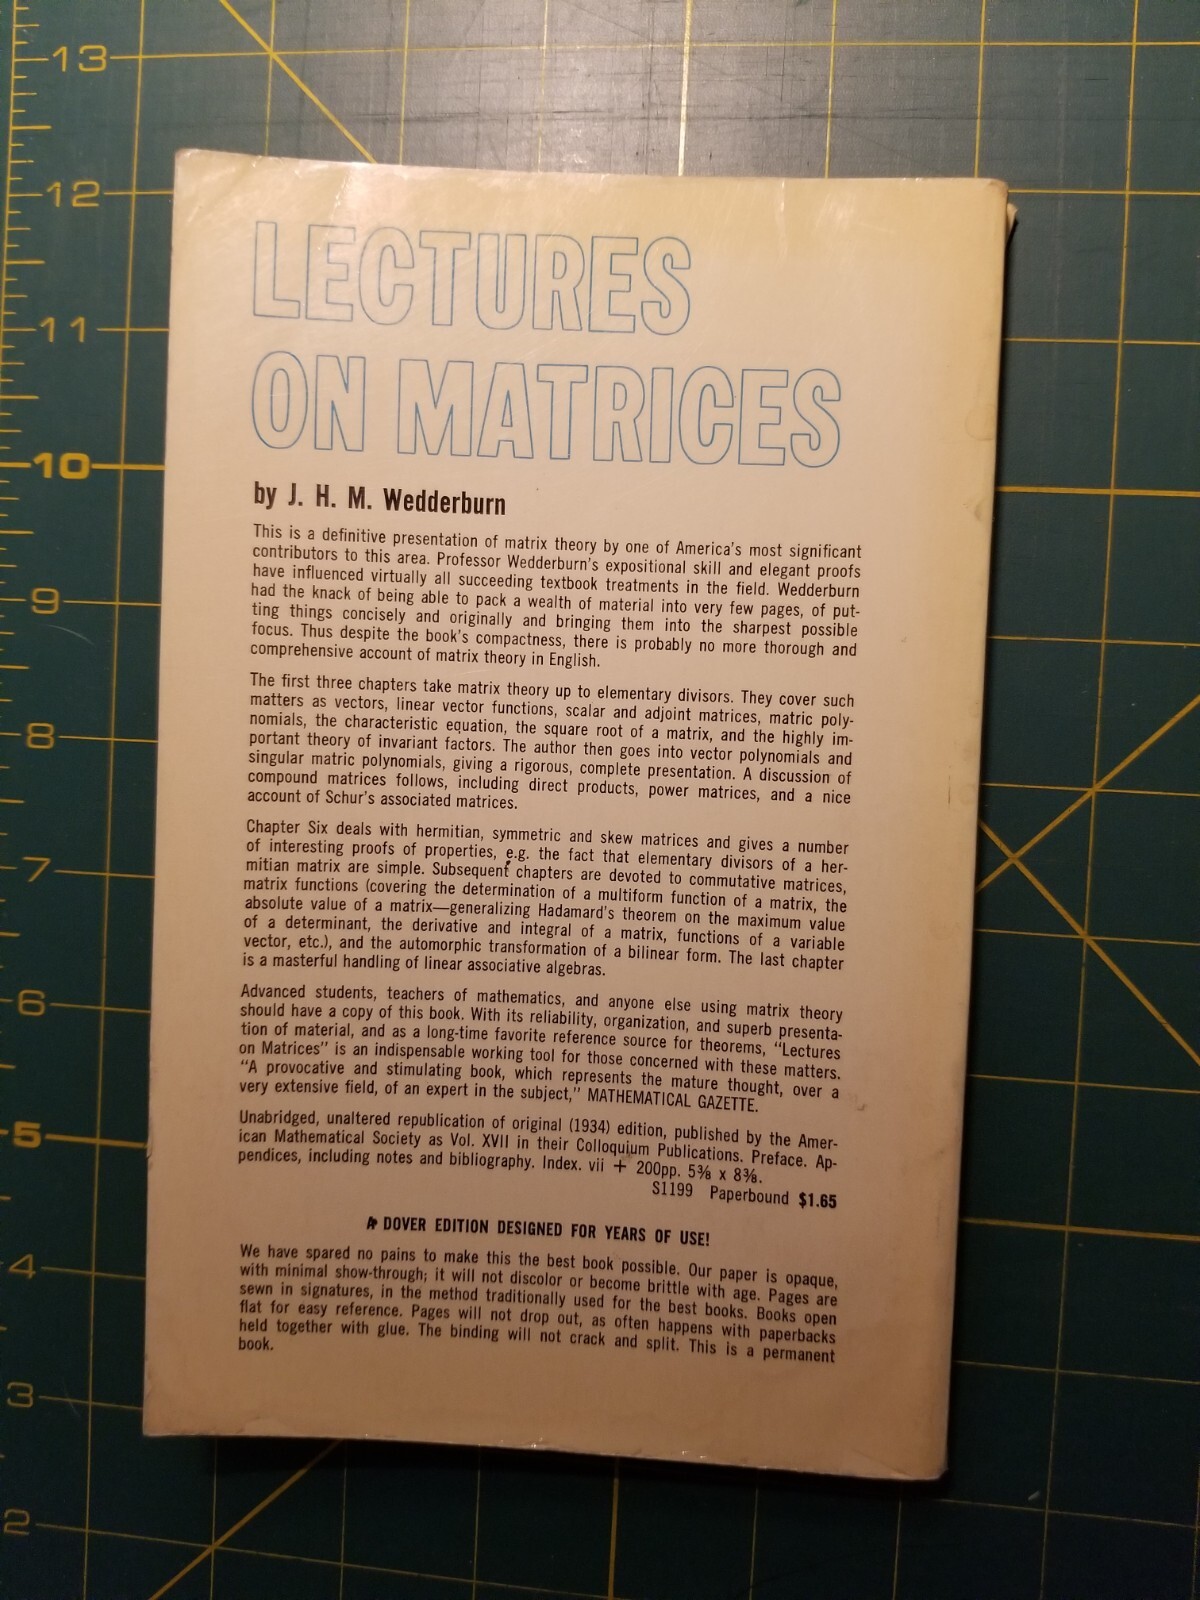 13
12
11
10
9
8
7
6
5
4
3
2
LECTURES
ON MATRICES
by J. H. M. Wedderburn
This is a definitive presentation of matrix theory by one of America's most significant
contributors to this area. Professor Wedderburn's expositional skill and elegant proofs
have influenced virtually all succeeding textbook treatments in the field. Wedderburn
had the knack of being able to pack a wealth of material into very few pages, of put-
ting things concisely and originally and bringing them into the sharpest possible
focus. Thus despite the book's compactness, there is probably no more thorough and
comprehensive account of matrix theory in English.
The first three chapters take matrix theory up to elementary divisors. They cover such
matters as vectors, linear vector functions, scalar and adjoint matrices, matric poly-
nomials, the characteristic equation, the square root of a matrix, and the highly im-
portant theory of invariant factors. The author then goes into vector polynomials and
singular matric polynomials, giving a rigorous, complete presentation. A discussion of
compound matrices follows, including direct products, power matrices, and a nice
account of Schur's associated matrices.
Chapter Six deals with hermitian, symmetric and skew matrices and gives a number
of interesting proofs of properties, e.g. the fact that elementary divisors of a her-
mitian matrix are simple. Subsequent chapters are devoted to commutative matrices,
matrix functions (covering the determination of a multiform function of a matrix, the
absolute value of a matrix—generalizing Hadamard's theorem on the maximum value
of a determinant, the derivative and integral of a matrix, functions of a variable
vector, etc.), and the automorphic transformation of a bilinear form. The last chapter
is a masterful handling of linear associative algebras.
Advanced students, teachers of mathematics, and anyone else using matrix theory
should have a copy of this book. With its reliability, organization, and superb presenta-
tion of material, and as a long-time favorite reference source for theorems, "Lectures
on Matrices" is an indispensable working tool for those concerned with these matters.
"A provocative and stimulating book, which represents the mature thought, over a
very extensive field, of an expert in the subject," MATHEMATICAL GAZETTE.
Unabridged, unaltered republication of original (1934) edition, published by the Amer-
ican Mathematical Society as Vol. XVII in their Colloquium Publications. Preface. Ap-
pendices, including notes and bibliography. Index. vii + 200pp. 5⅜ x 8⅜.
S1199 Paperbound $1.65
A DOVER EDITION DESIGNED FOR YEARS OF USE!
We have spared no pains to make this the best book possible. Our paper is opaque,
with minimal show-through; it will not discolor or become brittle with age. Pages are
sewn in signatures, in the method traditionally used for the best books. Books open
flat for easy reference. Pages will not drop out, as often happens with paperbacks
held together with glue. The binding will not crack and split. This is a permanent
book.